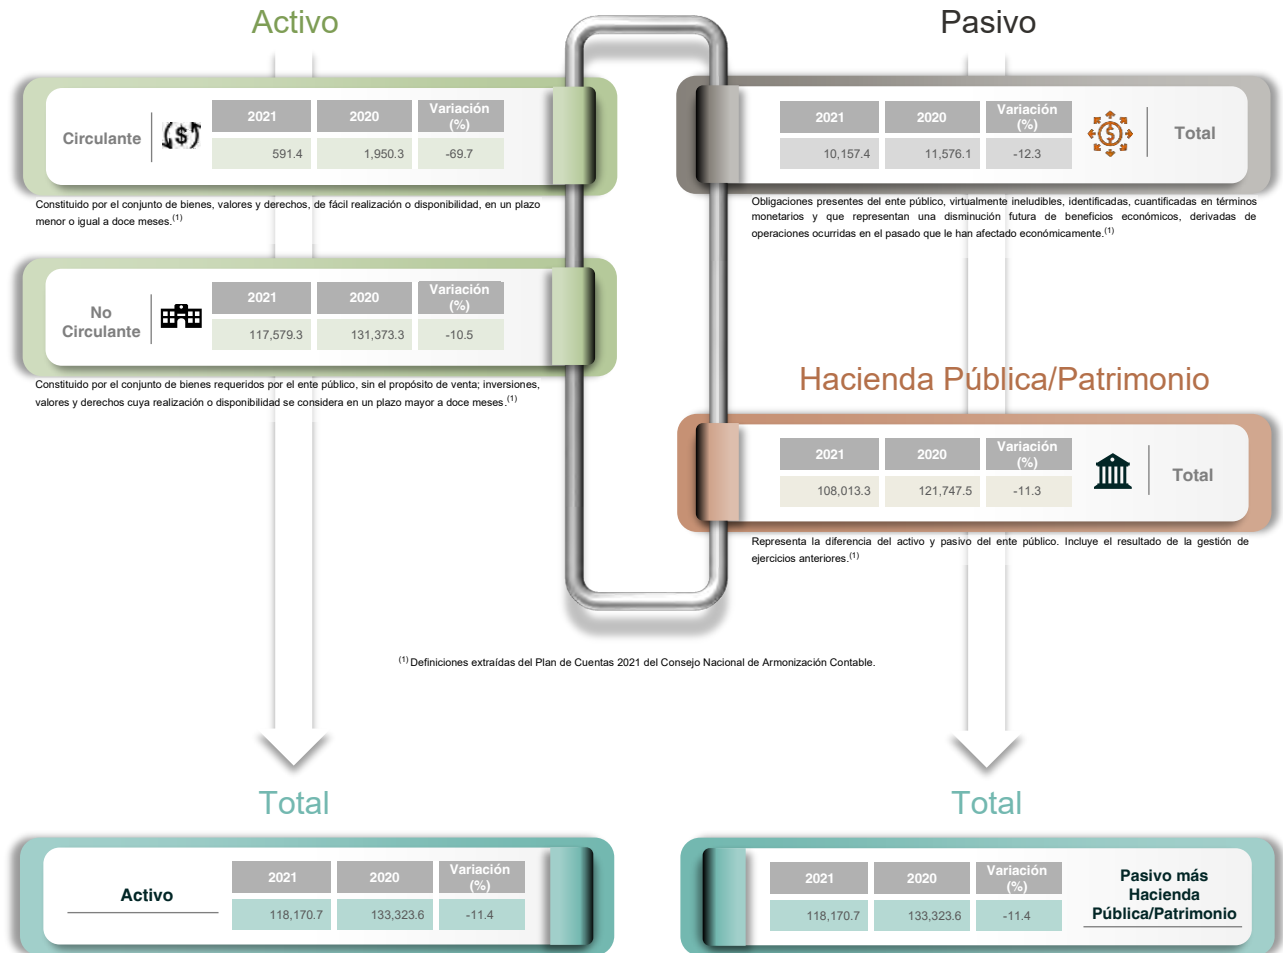 Activo
Circulante
2021 2020 Variación (%)
591.4 1,950.3 -69.7
Constituido por el conjunto de bienes, valores y derechos, de fácil realización o disponibilidad, en un plazo
menor o igual a doce meses.(1)
No
Circulante
2021 2020 Variación (%)
117,579.3 131,373.3 -10.5
Constituido por el conjunto de bienes requeridos por el ente público, sin el propósito de venta; inversiones,
valores y derechos cuya realización o disponibilidad se considera en un plazo mayor a doce meses.(1)
Pasivo
2021 2020 Variación (%)
10,157.4 11,576.1 -12.3
Total
Obligaciones presentes del ente público, virtualmente ineludibles, identificadas, cuantificadas en términos
monetarios y que representan una disminución futura de beneficios económicos, derivadas de
operaciones ocurridas en el pasado que le han afectado económicamente.(1)
Hacienda Pública/Patrimonio
2021 2020 Variación (%)
108,013.3 121,747.5 -11.3
Total
Representa la diferencia del activo y pasivo del ente público. Incluye el resultado de la gestión de
ejercicios anteriores.(1)
(1) Definiciones extraídas del Plan de Cuentas 2021 del Consejo Nacional de Armonización Contable.
Total
Activo
2021 2020 Variación (%)
118,170.7 133,323.6 -11.4
Total
2021 2020 Variación (%)
118,170.7 133,323.6 -11.4
Pasivo más
Hacienda
Pública/Patrimonio